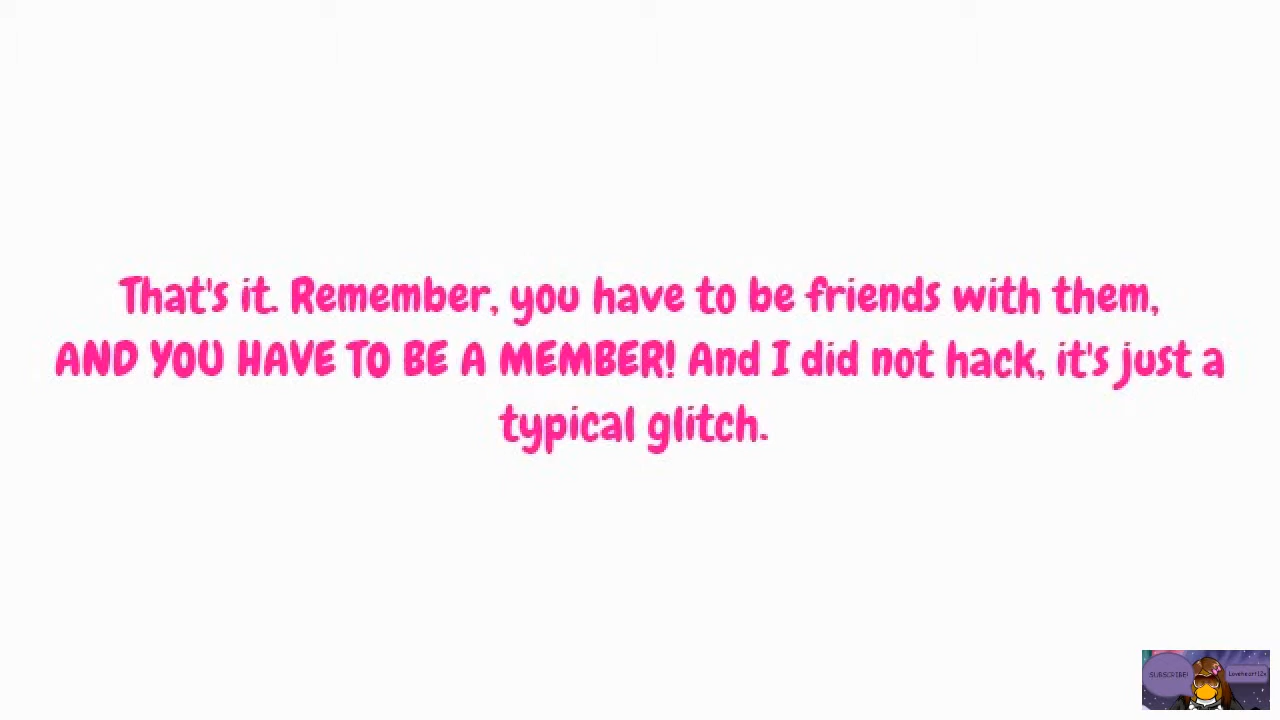 That's it. Remember, you have to be friends with them,
AND YOU HAVE TO BE A MEMBER! And I did not hack, it's just a
typical glitch.
SUBSCRIBE!